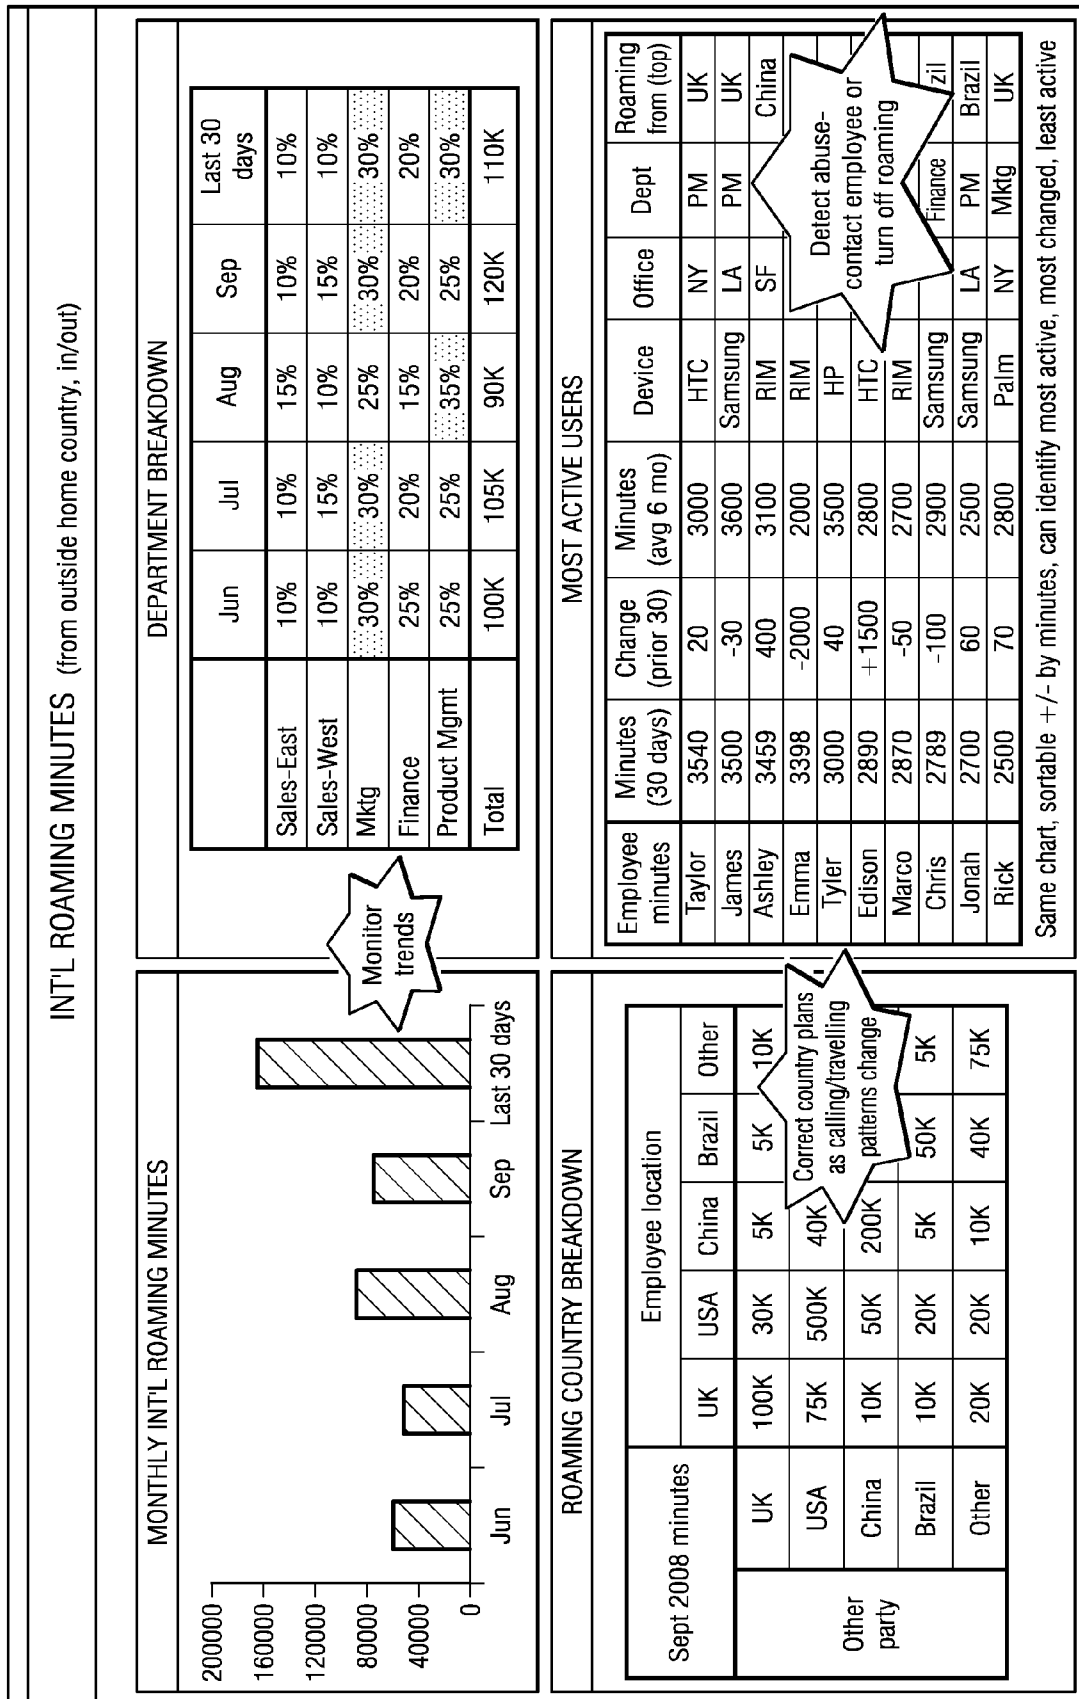 INT'L ROAMING MINUTES (from outside home country, in/out)
MONTHLY INT'L ROAMING MINUTES
200000
160000
120000
80000
40000
0
Jun Jul Aug Sep Last 30 days
Monitor
trends
DEPARTMENT BREAKDOWN
Jun Jul Aug Sep Last 30
days
Sales-East 10% 10% 15% 10% 10%
Sales-West 10% 15% 10% 15% 10%
Mktg 30% 30% 25% 30% 30%
Finance 25% 20% 15% 20% 20%
Product Mgmt 25% 25% 35% 25% 30%
Total 100K 105K 90K 120K 110K
ROAMING COUNTRY BREAKDOWN
Sept 2008 minutes Employee location
UK USA China Brazil Other
Other
party
UK 100K 30K 5K 5K 10K
USA 75K 500K 40K
China 10K 50K 200K
Brazil 10K 20K 5K 50K 5K
Other 20K 20K 10K 40K 75K
Correct country plans
as calling/travelling
patterns change
MOST ACTIVE USERS
Employee
minutes
Minutes
(30 days)
Change
(prior 30)
Minutes
(avg 6 mo)
Device Office Dept Roaming
from (top)
Taylor 3540 20 3000 HTC NY PM UK
James 3500 -30 3600 Samsung LA PM UK
Ashley 3459 400 3100 RIM SF China
Emma 3398 -2000 2000 RIM
Tyler 3000 40 3500 HP
Edison 2890 +1500 2800 HTC
Marco 2870 -50 2700 RIM
Chris 2789 -100 2900 Samsung Finance zil
Jonah 2700 60 2500 Samsung LA PM Brazil
Rick 2500 70 2800 Palm NY Mktg UK
Detect abuse-
contact employee or
turn off roaming
Same chart, sortable +/- by minutes, can identify most active, most changed, least active